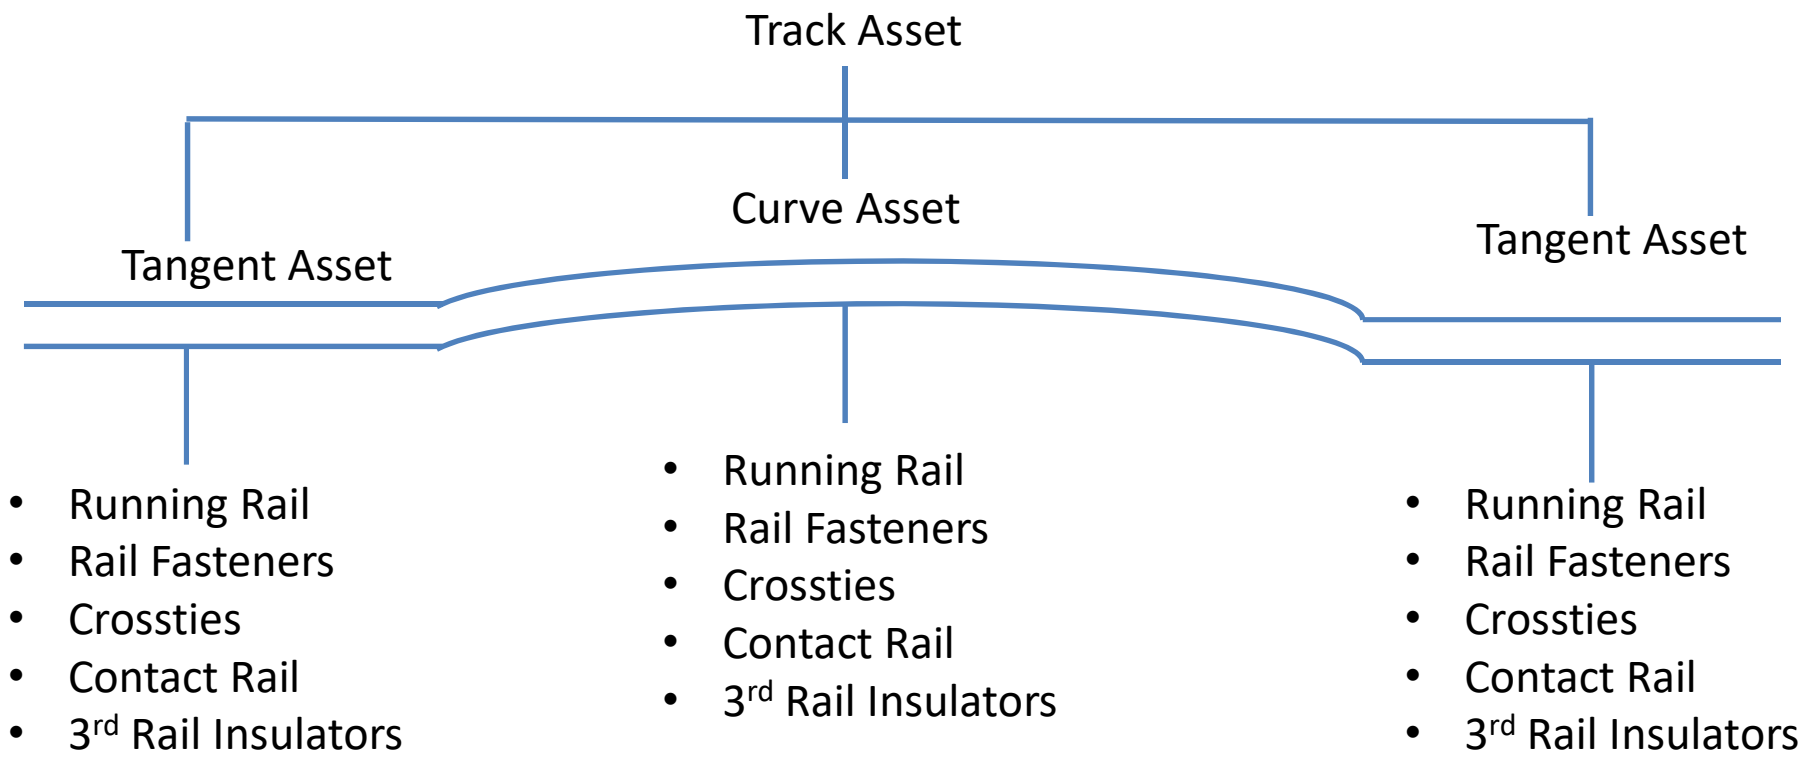 Track Asset
Curve Asset
Tangent Asset
Tangent Asset
• Running Rail
• Rail Fasteners
• Crossties
• Contact Rail
• 3rd Rail Insulators
• Running Rail
• Rail Fasteners
• Crossties
• Contact Rail
• 3rd Rail Insulators
• Running Rail
• Rail Fasteners
• Crossties
• Contact Rail
• 3rd Rail Insulators